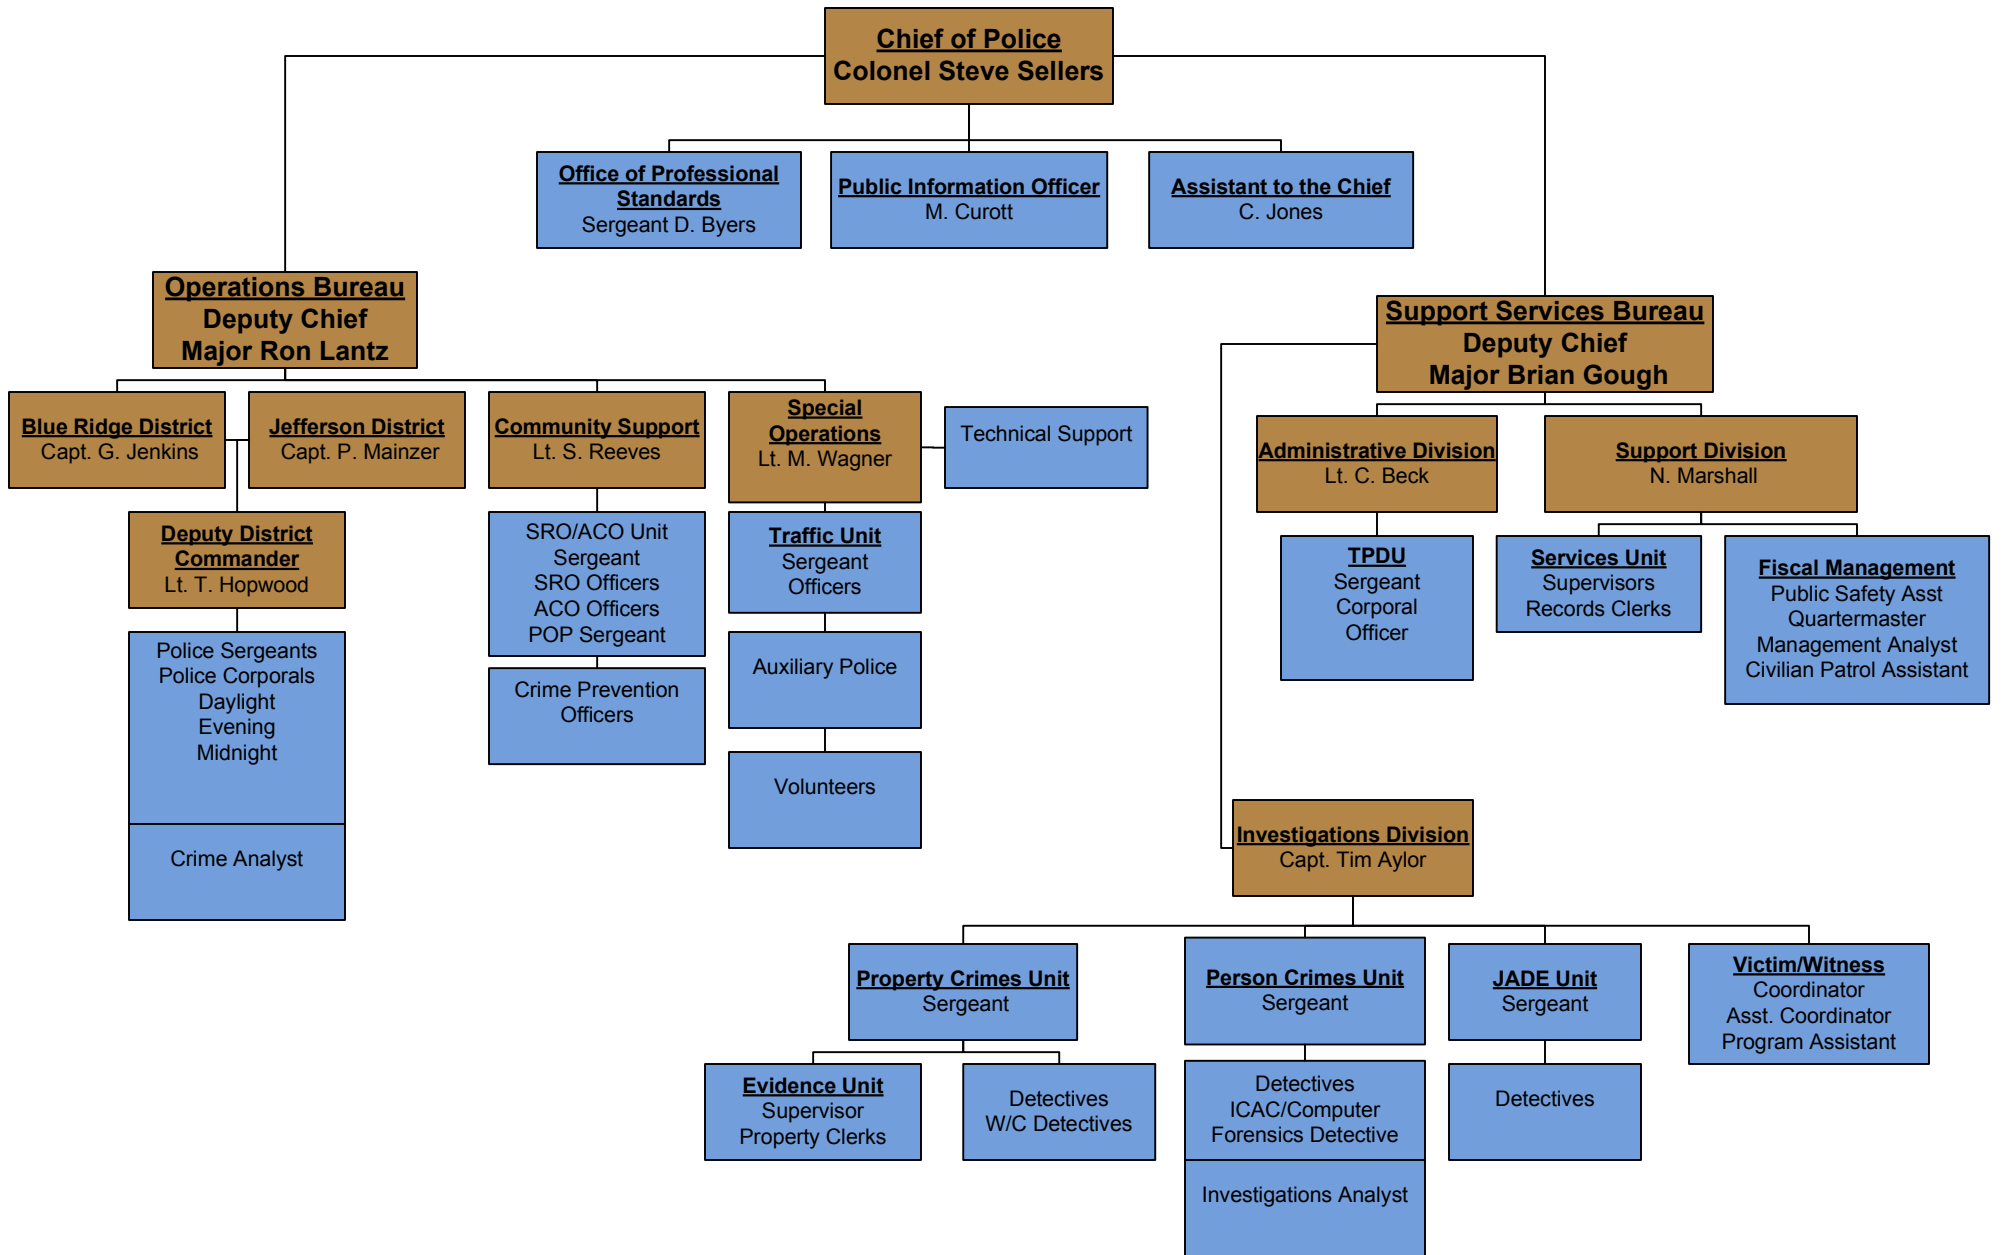 Chief of Police
Colonel Steve Sellers
Office of Professional
Standards
Sergeant D. Byers
Public Information Officer
M. Curott
Assistant to the Chief
C. Jones
Operations Bureau
Deputy Chief
Major Ron Lantz
Support Services Bureau
Deputy Chief
Major Brian Gough
Blue Ridge District
Capt. G. Jenkins
Jefferson District
Capt. P. Mainzer
Community Support
Lt. S. Reeves
Special
Operations
Lt. M. Wagner
Technical Support
Administrative Division
Lt. C. Beck
Support Division
N. Marshall
Deputy District
Commander
Lt. T. Hopwood
SRO/ACO Unit
Sergeant
SRO Officers
ACO Officers
POP Sergeant
Traffic Unit
Sergeant
Officers
TPDU
Sergeant
Corporal
Officer
Services Unit
Supervisors
Records Clerks
Fiscal Management
Public Safety Asst
Quartermaster
Management Analyst
Civilian Patrol Assistant
Police Sergeants
Police Corporals
Daylight
Evening
Midnight
Crime Prevention
Officers
Auxiliary Police
Volunteers
Crime Analyst
Investigations Division
Capt. Tim Aylor
Property Crimes Unit
Sergeant
Person Crimes Unit
Sergeant
JADE Unit
Sergeant
Victim/Witness
Coordinator
Asst. Coordinator
Program Assistant
Evidence Unit
Supervisor
Property Clerks
Detectives
W/C Detectives
Detectives
ICAC/Computer
Forensics Detective
Detectives
Investigations Analyst